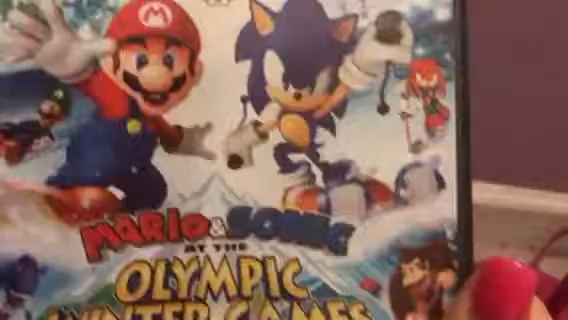 M
MARIO & SONIC
AT THE
OLYMPIC
WINTER GAMES